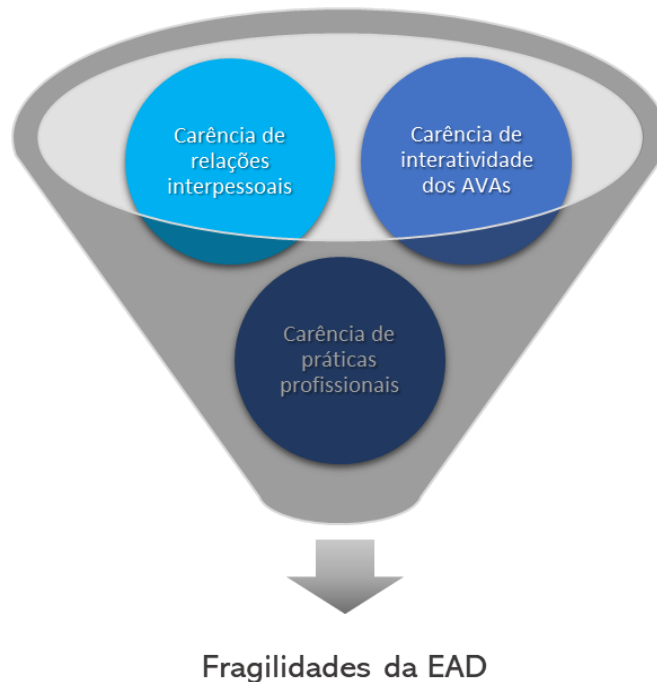 Carência de
relações
interpessoais
Carência de
interatividade
dos AVAs
Carência de
práticas
profissionais
Fragilidades da EAD